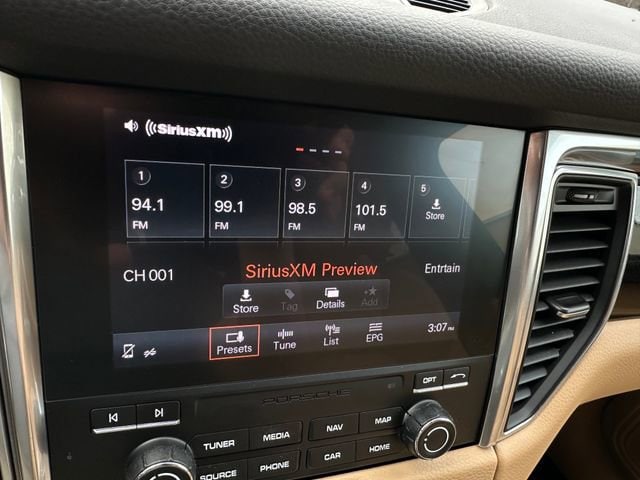 ((SiriusXM))
1 2 3 4 5
94.1 99.1 98.5 101.5 Store
FM FM FM FM
CH 001 SiriusXM Preview Entrtain
Store Tag Details Add
Presets Tune List EPG 3:07 PM
PORSCHE
OPT
TUNER MEDIA NAV MAP
SOURCE PHONE CAR HOME